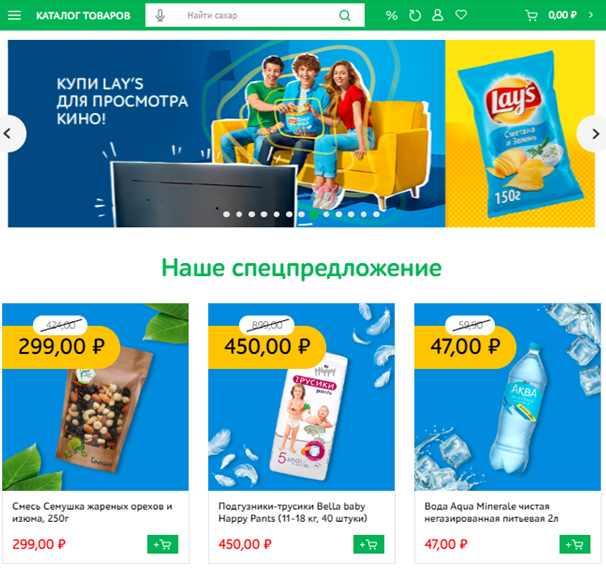 КАТАЛОГ ТОВАРОВ
Найти сахар
%
0,00 ₽
КУПИ LAY'S
ДЛЯ ПРОСМОТРА
КИНО!
Lay's
Сметана
и Зелень
150г
Наше спецпредложение
424,00
299,00 ₽
899,00
450,00 ₽
59,90
47,00 ₽
Happy
ТРУСИКИ
pants
5
АКВА
Смесь Семушка жареных орехов и
изюма, 250г
299,00 ₽
Подгузники-трусики Bella baby
Happy Pants (11-18 кг, 40 штуки)
450,00 ₽
Вода Aqua Minerale чистая
негазированная питьевая 2л
47,00 ₽